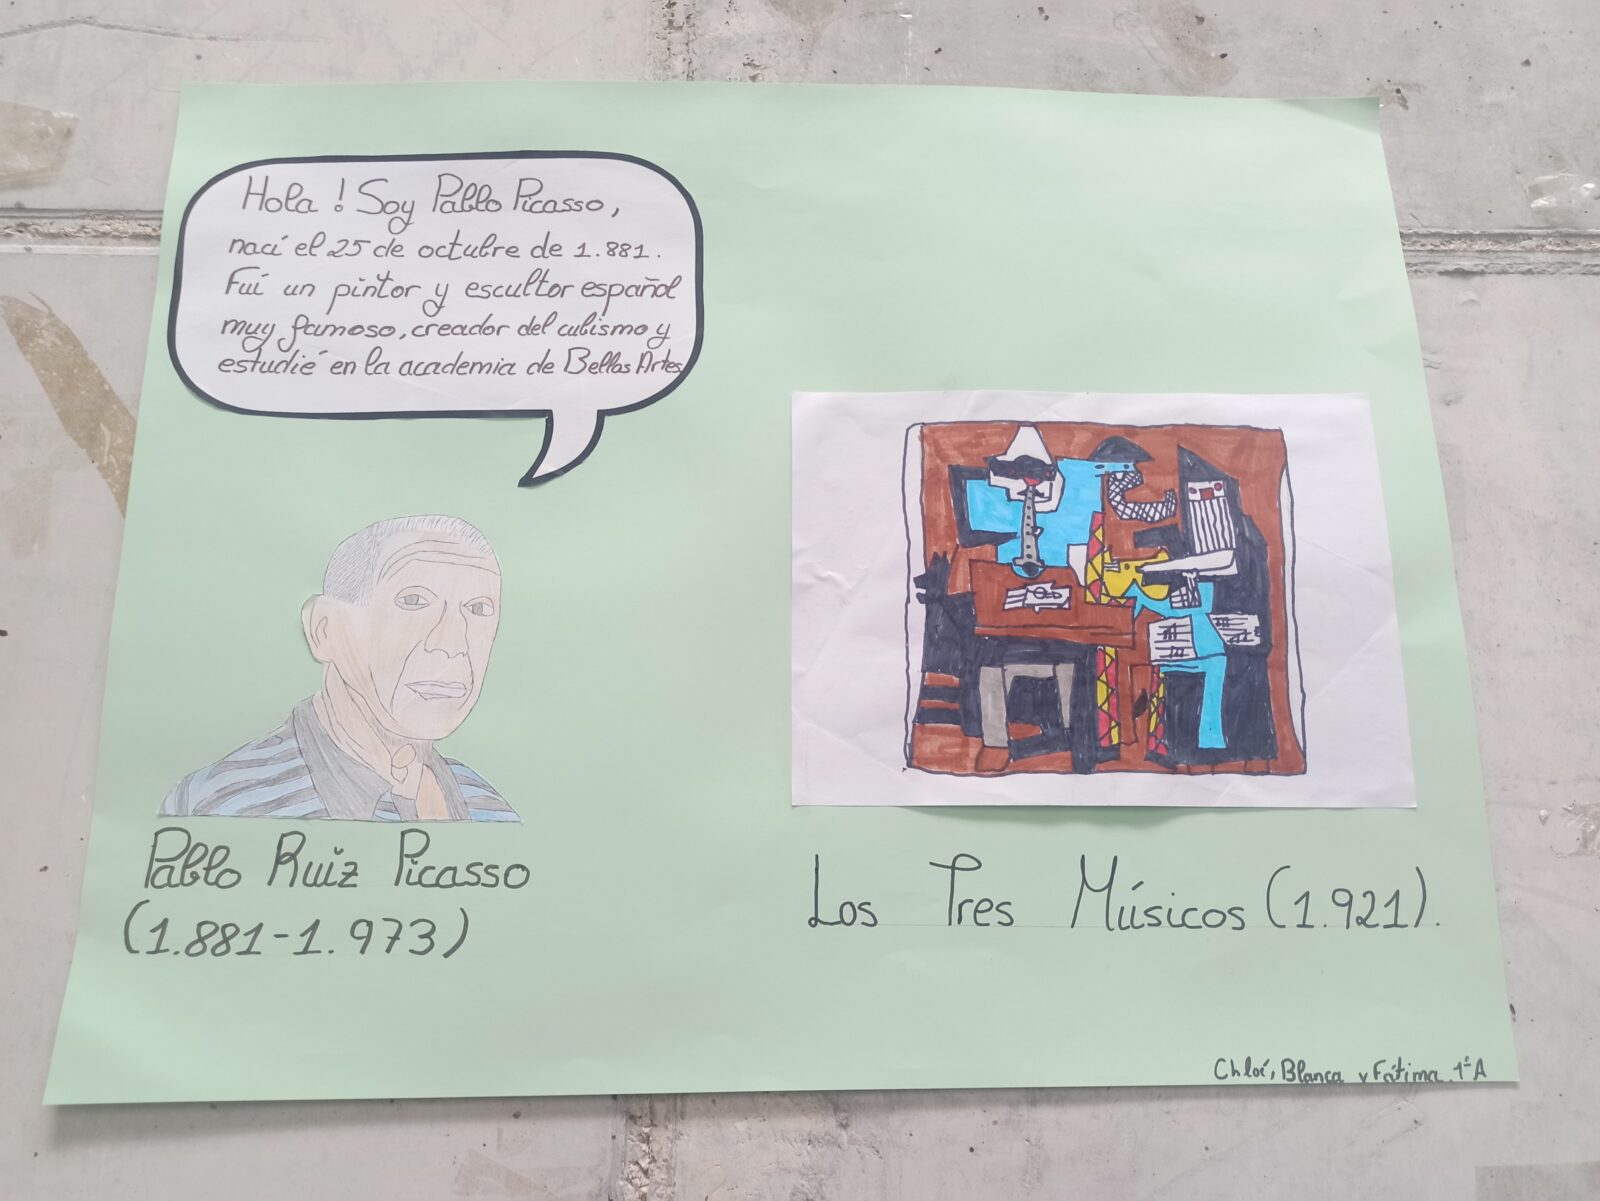 Hola ! Soy Pablo Picasso,
nací el 25 de octubre de 1.881.
Fuí un pintor y escultor español
muy famoso, creador del cubismo y
estudié en la academia de Bellas Artes
Pablo Ruiz Picasso
(1.881-1.973)
Los Tres Músicos (1.921).
Chloé, Blanca y Fátima. 1ºA